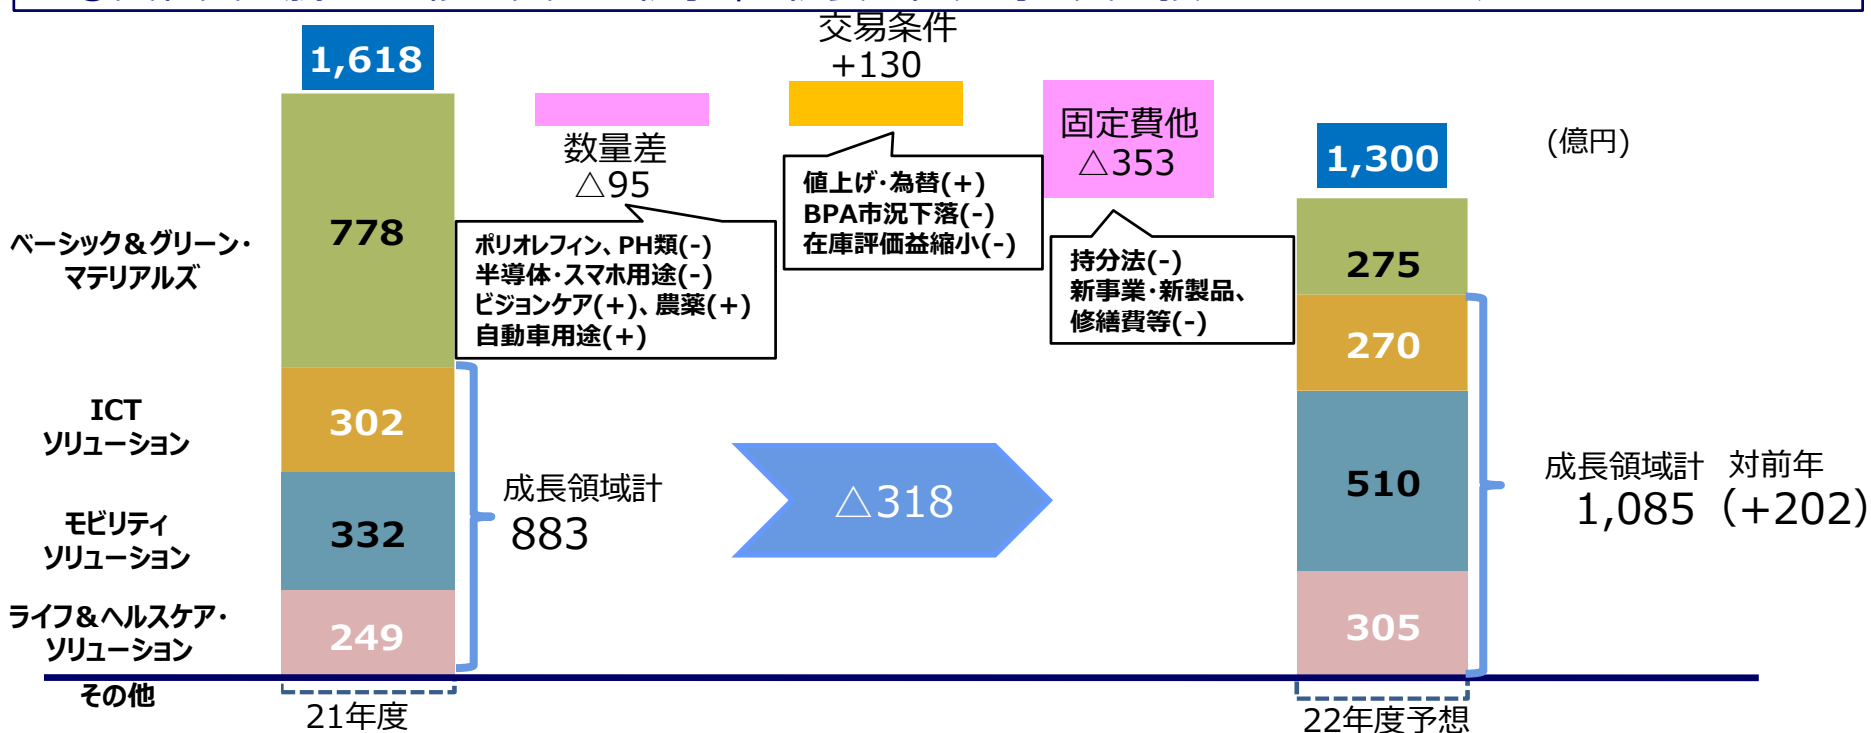 交易条件
+130
1,618
数量差
△95
固定費他
△353
1,300
(億円)
値上げ・為替(+)
BPA市況下落(-)
在庫評価益縮小(-)
ポリオレフィン、PH類(-)
半導体・スマホ用途(-)
ビジョンケア(+)、農薬(+)
自動車用途(+)
持分法(-)
新事業・新製品、
修繕費等(-)
ベーシック&グリーン・
マテリアルズ
778
275
ICT
ソリューション
302
270
モビリティ
ソリューション
332
510
ライフ&ヘルスケア・
ソリューション
249
305
その他
成長領域計
883
△318
成長領域計 対前年
1,085 (+202)
21年度
22年度予想